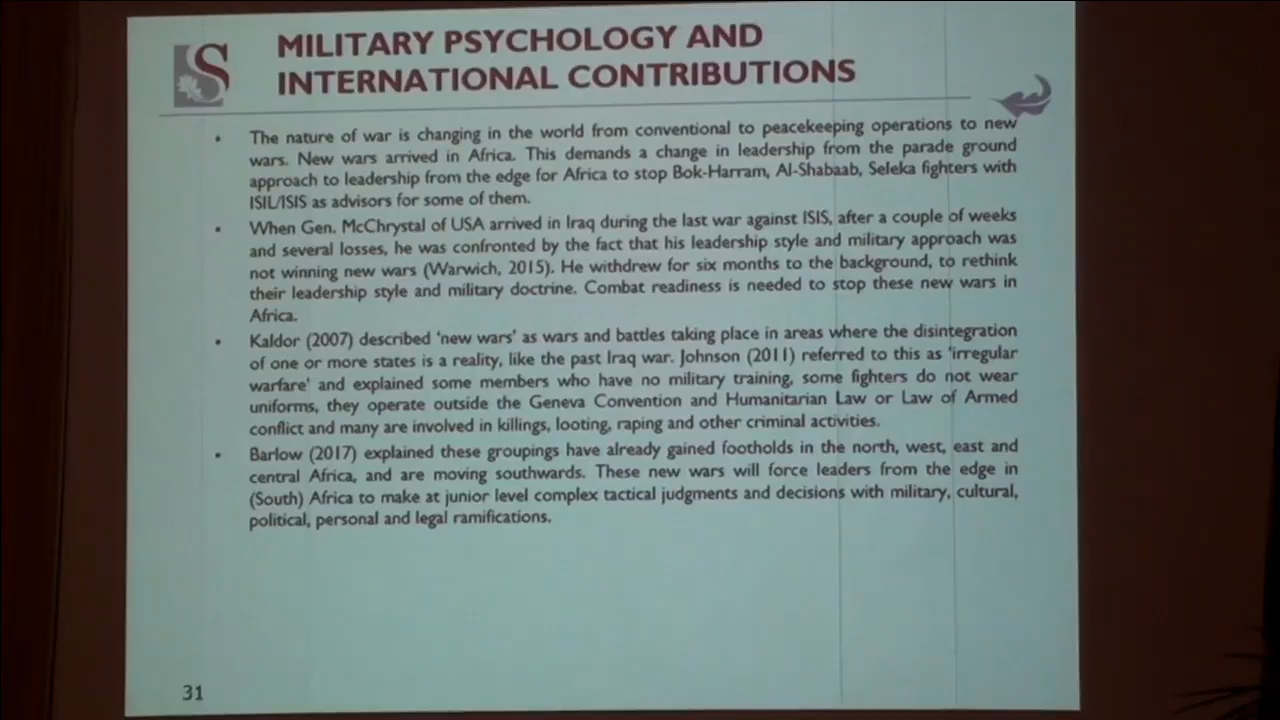 S
MILITARY PSYCHOLOGY AND
INTERNATIONAL CONTRIBUTIONS
• The nature of war is changing in the world from conventional to peacekeeping operations to new
wars. New wars arrived in Africa. This demands a change in leadership from the parade ground
approach to leadership from the edge for Africa to stop Bok-Harram, Al-Shabaab, Seleka fighters with
ISIL/ISIS as advisors for some of them.
• When Gen. McChrystal of USA arrived in Iraq during the last war against ISIS, after a couple of weeks
and several losses, he was confronted by the fact that his leadership style and military approach was
not winning new wars (Warwich, 2015). He withdrew for six months to the background, to rethink
their leadership style and military doctrine. Combat readiness is needed to stop these new wars in
Africa.
• Kaldor (2007) described 'new wars' as wars and battles taking place in areas where the disintegration
of one or more states is a reality, like the past Iraq war. Johnson (2011) referred to this as 'irregular
warfare' and explained some members who have no military training, some fighters do not wear
uniforms, they operate outside the Geneva Convention and Humanitarian Law or Law of Armed
conflict and many are involved in killings, looting, raping and other criminal activities.
• Barlow (2017) explained these groupings have already gained footholds in the north, west, east and
central Africa, and are moving southwards. These new wars will force leaders from the edge in
(South) Africa to make at junior level complex tactical judgments and decisions with military, cultural,
political, personal and legal ramifications.
31